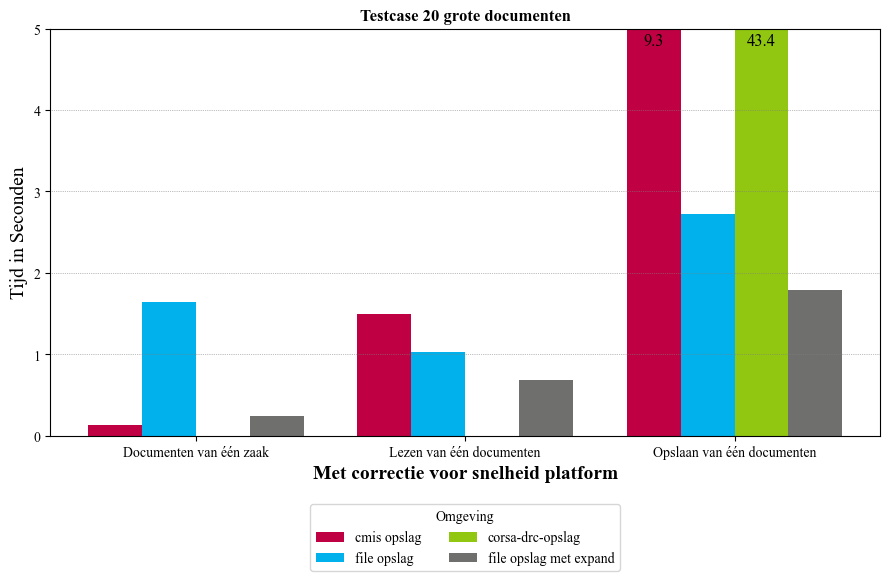 Testcase 20 grote documenten
5
4
3
2
1
0
Tijd in Seconden
9.3
43.4
Documenten van één zaak
Lezen van één documenten
Opslaan van één documenten
Met correctie voor snelheid platform
Omgeving
cmis opslag
file opslag
corsa-drc-opslag
file opslag met expand